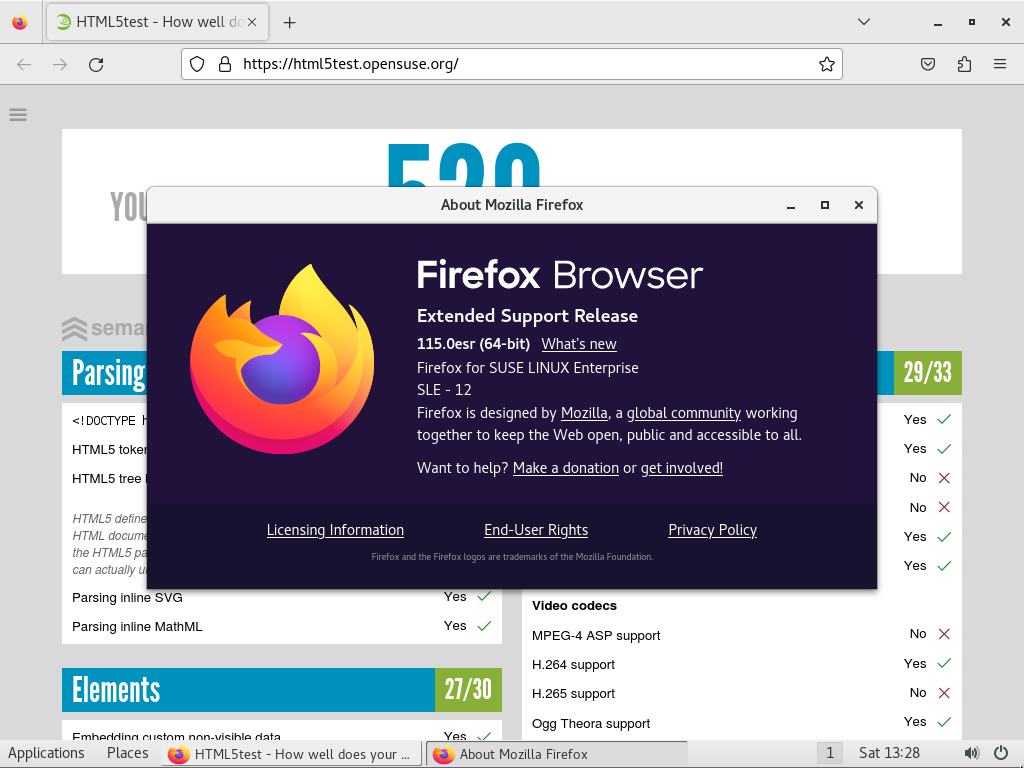 HTML5test - How well do
https://html5test.opensuse.org/
YOU
About Mozilla Firefox
Firefox Browser
Extended Support Release
115.0esr (64-bit) What's new
Firefox for SUSE LINUX Enterprise
SLE - 12
Firefox is designed by Mozilla, a global community working
together to keep the Web open, public and accessible to all.
Want to help? Make a donation or get involved!
Licensing Information End-User Rights Privacy Policy
Firefox and the Firefox logos are trademarks of the Mozilla Foundation.
sema
Parsing
<!DOCTYPE h
HTML5 token
HTML5 tree
HTML5 define
HTML docume
the HTML5 pa
can actually u
Parsing inline SVG Yes
Parsing inline MathML Yes
Elements 27/30
Embedding custom non-visible data Yes
29/33
Yes
Yes
No
No
Yes
Yes
Video codecs
MPEG-4 ASP support No
H.264 support Yes
H.265 support No
Ogg Theora support Yes
Applications Places HTML5test - How well does your ... About Mozilla Firefox 1 Sat 13:28